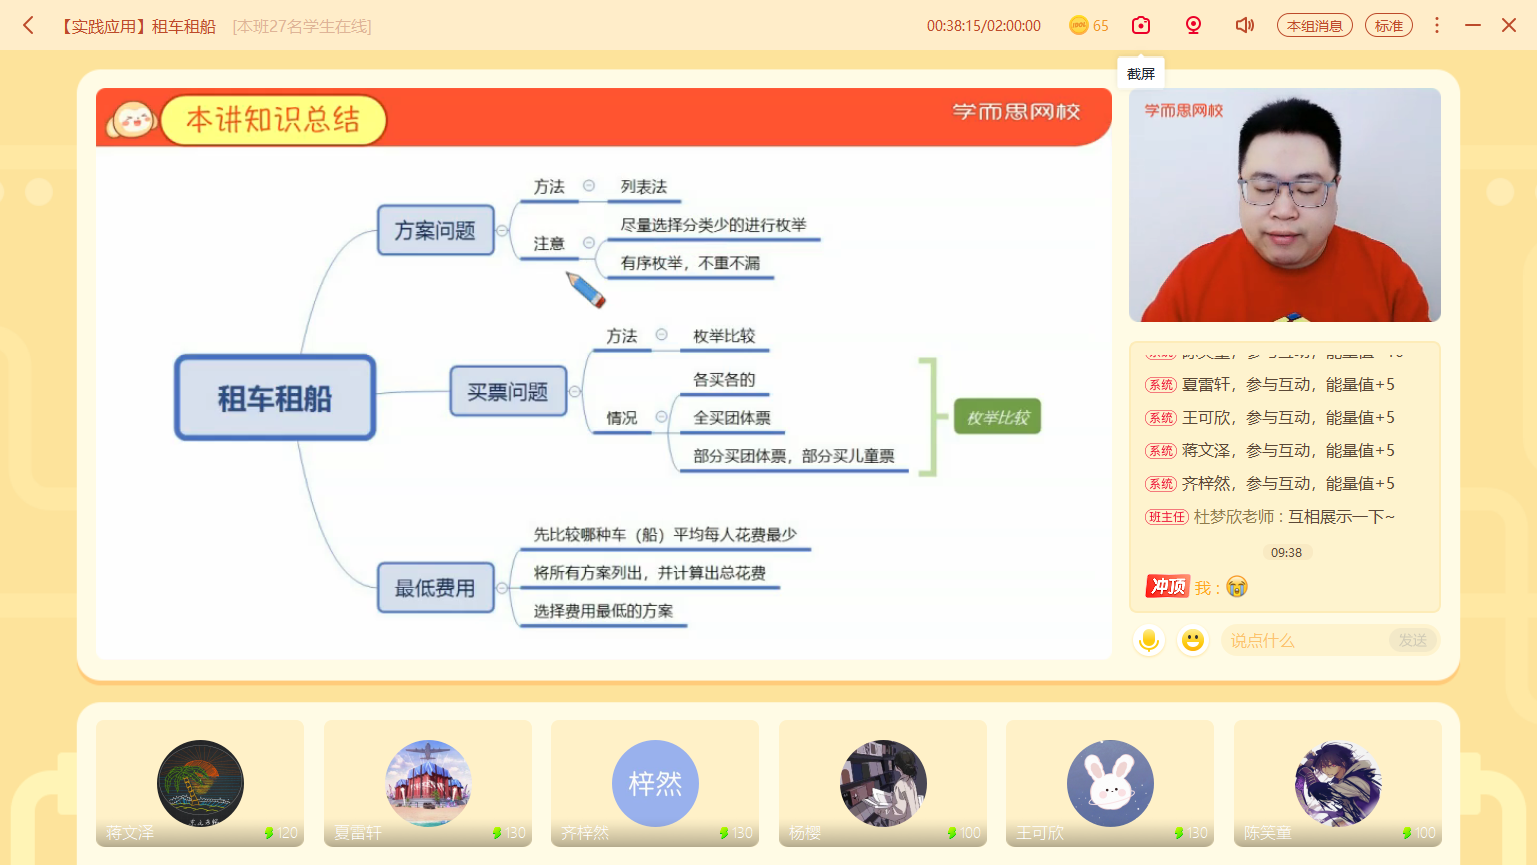 【实践应用】租车租船 [本班27名学生在线]
00:38:15/02:00:00
65
本组消息
标准
截屏
本讲知识总结
学而思网校
学而思网校
租车租船
方案问题
方法
列表法
注意
尽量选择分类少的进行枚举
有序枚举，不重不漏
买票问题
方法
枚举比较
情况
各买各的
全买团体票
部分买团体票，部分买儿童票
枚举比较
最低费用
先比较哪种车（船）平均每人花费最少
将所有方案列出，并计算出总花费
选择费用最低的方案
系统 夏雷轩，参与互动，能量值+5
系统 王可欣，参与互动，能量值+5
系统 蒋文泽，参与互动，能量值+5
系统 齐梓然，参与互动，能量值+5
班主任 杜梦欣老师：互相展示一下~
09:38
冲顶 我：😭
说点什么
发送
梓然
蒋文泽 120
夏雷轩 130
齐梓然 130
杨樱 100
王可欣 130
陈笑童 100